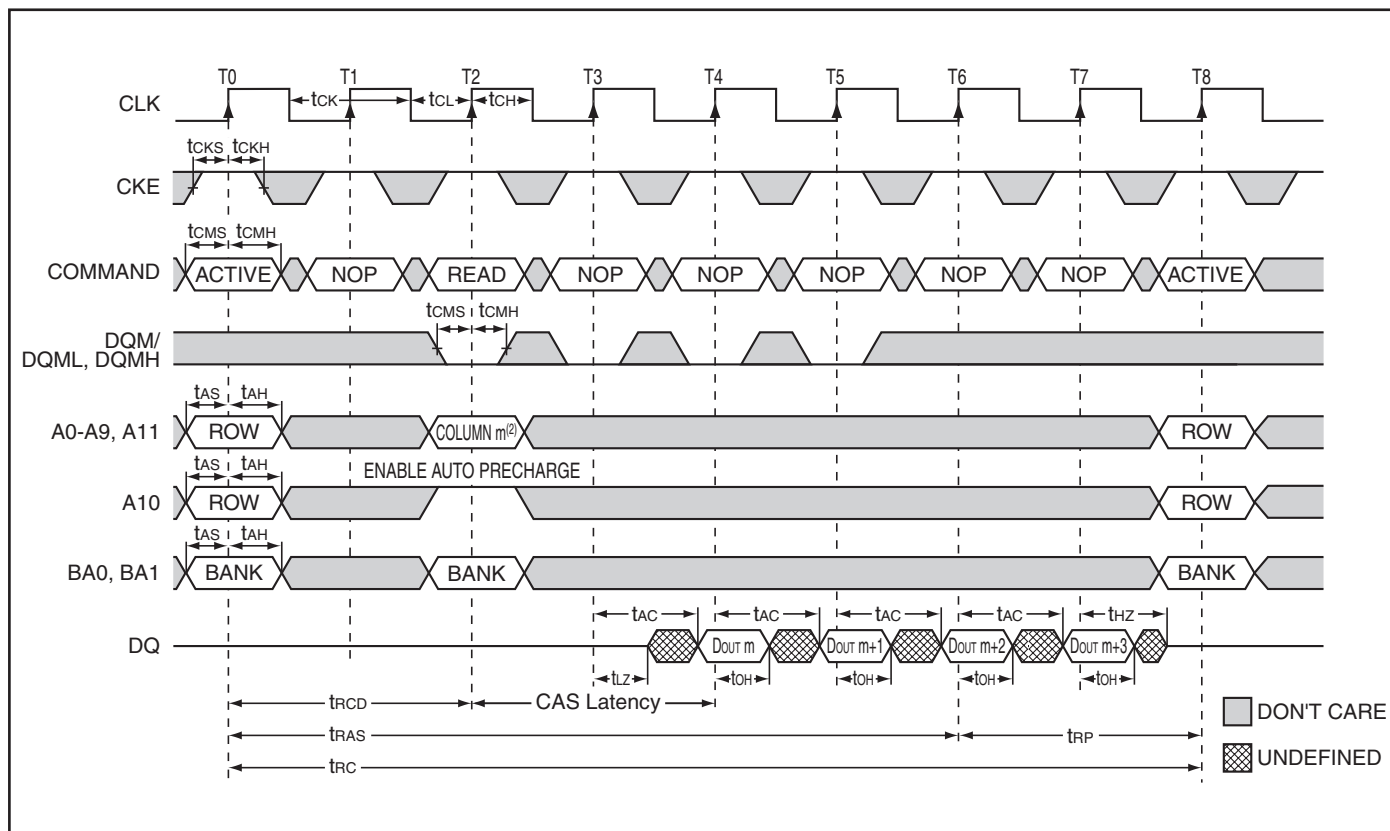 T0 T1 T2 T3 T4 T5 T6 T7 T8
CLK tCK tCL tCH
tCKS tCKH
CKE
tCMS tCMH
COMMAND ACTIVE NOP READ NOP NOP NOP NOP NOP ACTIVE
tCMS tCMH
DQM/
DQML, DQMH
tAS tAH
A0-A9, A11 ROW COLUMN m(2) ROW
tAS tAH ENABLE AUTO PRECHARGE
A10 ROW ROW
tAS tAH
BA0, BA1 BANK BANK BANK
tAC tAC tAC tAC tHZ
DQ DOUT m DOUT m+1 DOUT m+2 DOUT m+3
tLZ tOH tOH tOH tOH
tRCD CAS Latency
DON'T CARE
tRAS tRP
UNDEFINED
tRC